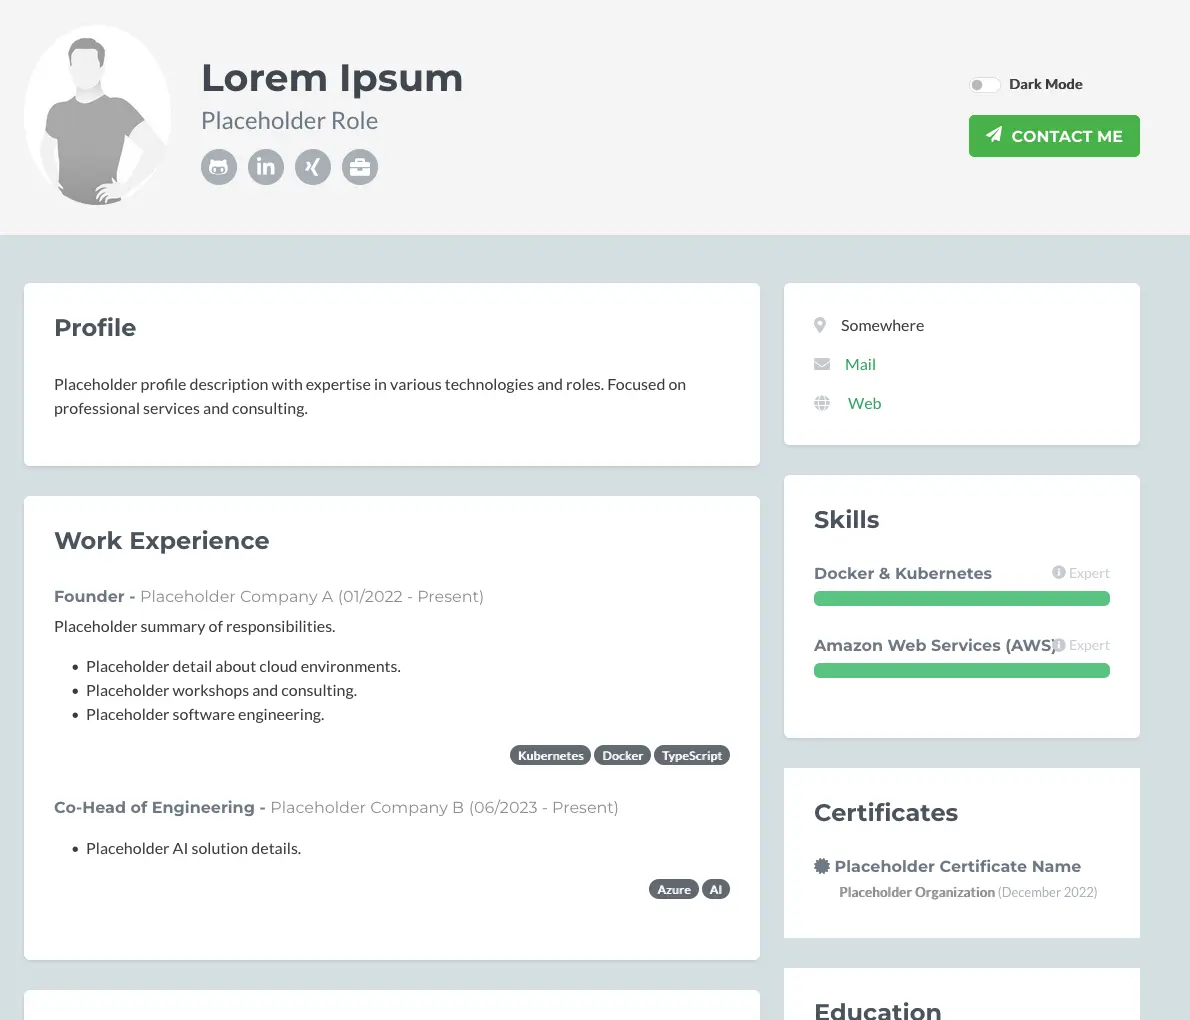 Lorem Ipsum
Placeholder Role
Dark Mode
CONTACT ME
Profile
Placeholder profile description with expertise in various technologies and roles. Focused on
professional services and consulting.
Work Experience
Founder - Placeholder Company A (01/2022 - Present)
Placeholder summary of responsibilities.
• Placeholder detail about cloud environments.
• Placeholder workshops and consulting.
• Placeholder software engineering.
Kubernetes Docker TypeScript
Co-Head of Engineering - Placeholder Company B (06/2023 - Present)
• Placeholder AI solution details.
Azure AI
Somewhere
Mail
Web
Skills
Docker & Kubernetes Expert
Amazon Web Services (AWS) Expert
Certificates
Placeholder Certificate Name
Placeholder Organization (December 2022)
Education